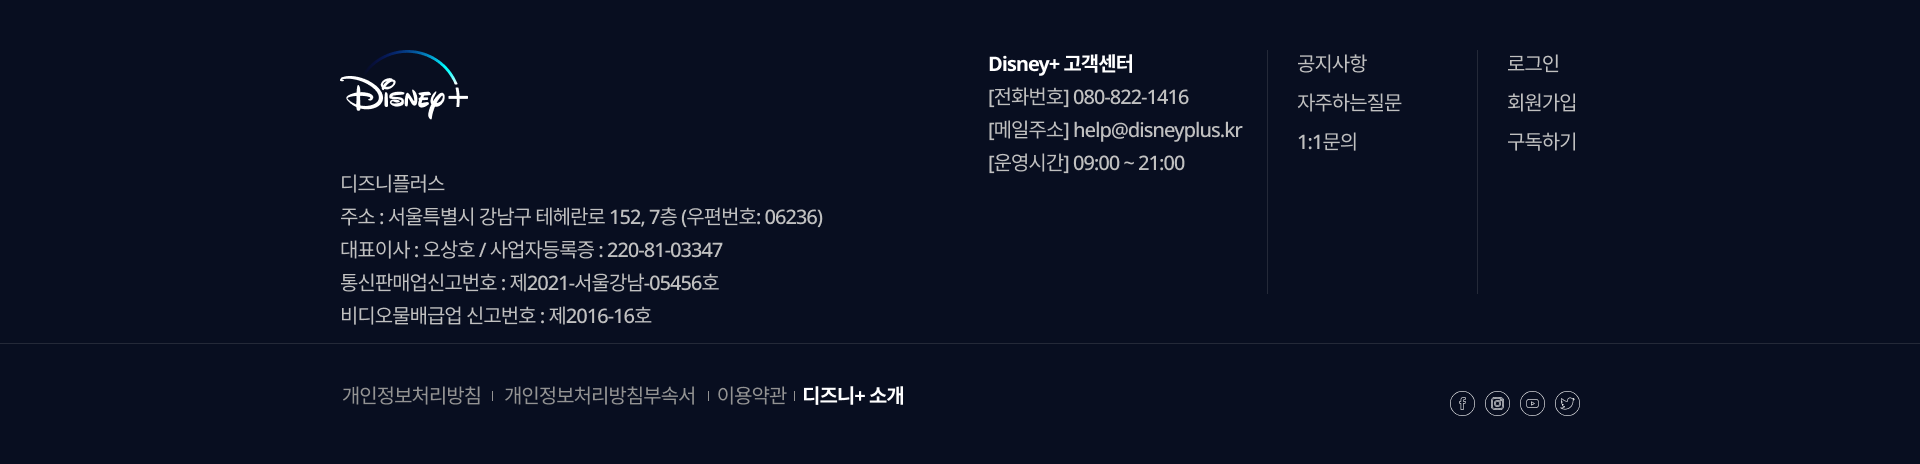 Disney+
디즈니플러스
주소 : 서울특별시 강남구 테헤란로 152, 7층 (우편번호: 06236)
대표이사 : 오상호 / 사업자등록증 : 220-81-03347
통신판매업신고번호 : 제2021-서울강남-05456호
비디오물배급업 신고번호 : 제2016-16호
Disney+ 고객센터
[전화번호] 080-822-1416
[메일주소] help@disneyplus.kr
[운영시간] 09:00 ~ 21:00
공지사항
자주하는질문
1:1문의
로그인
회원가입
구독하기
개인정보처리방침 | 개인정보처리방침부속서 | 이용약관 | 디즈니+ 소개